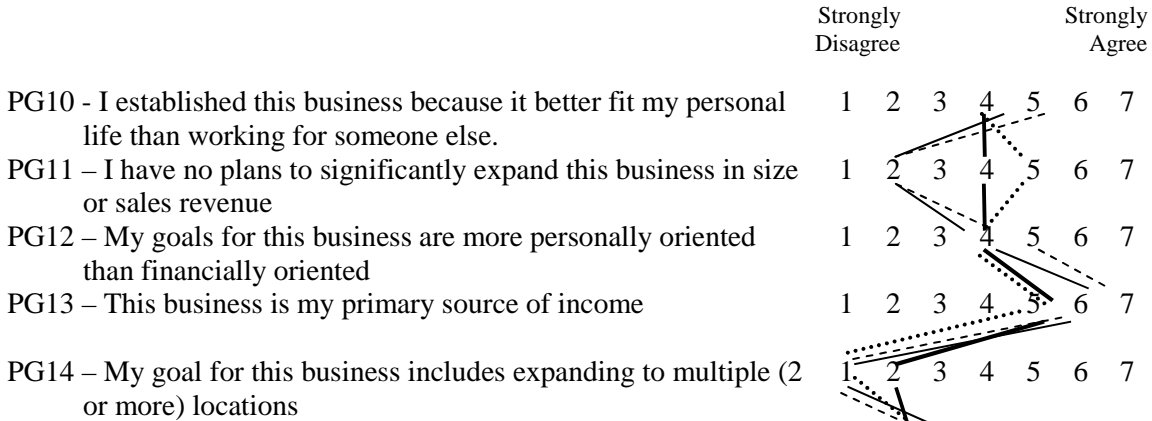 Strongly Strongly
Disagree Agree
PG10 - I established this business because it better fit my personal 1 2 3 4 5 6 7
life than working for someone else.
PG11 – I have no plans to significantly expand this business in size 1 2 3 4 5 6 7
or sales revenue
PG12 – My goals for this business are more personally oriented 1 2 3 4 5 6 7
than financially oriented
PG13 – This business is my primary source of income 1 2 3 4 5 6 7
PG14 – My goal for this business includes expanding to multiple (2 1 2 3 4 5 6 7
or more) locations